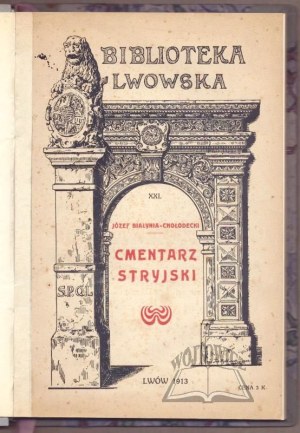 BIBLIOTEKA
LWOWSKA
XXI.
JÓZEF BIAŁYNIA-CHOŁODECKI
CMENTARZ
STRYJSKI
LWÓW 1913
CENA 3 K